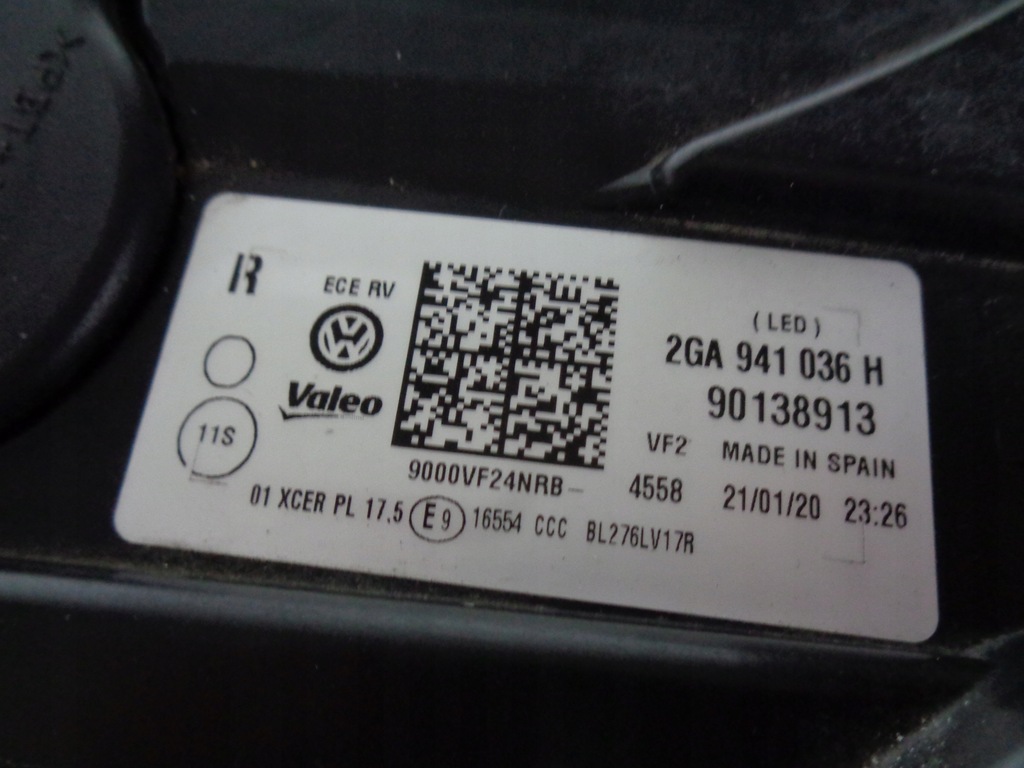 R
ECE RV
Valeo
11S
9000VF24NRB-
01 XCER PL 17,5 E9 16554 CCC BL276LV17R
(LED)
2GA 941 036 H
90138913
VF2 MADE IN SPAIN
4558 21/01/20 23:26